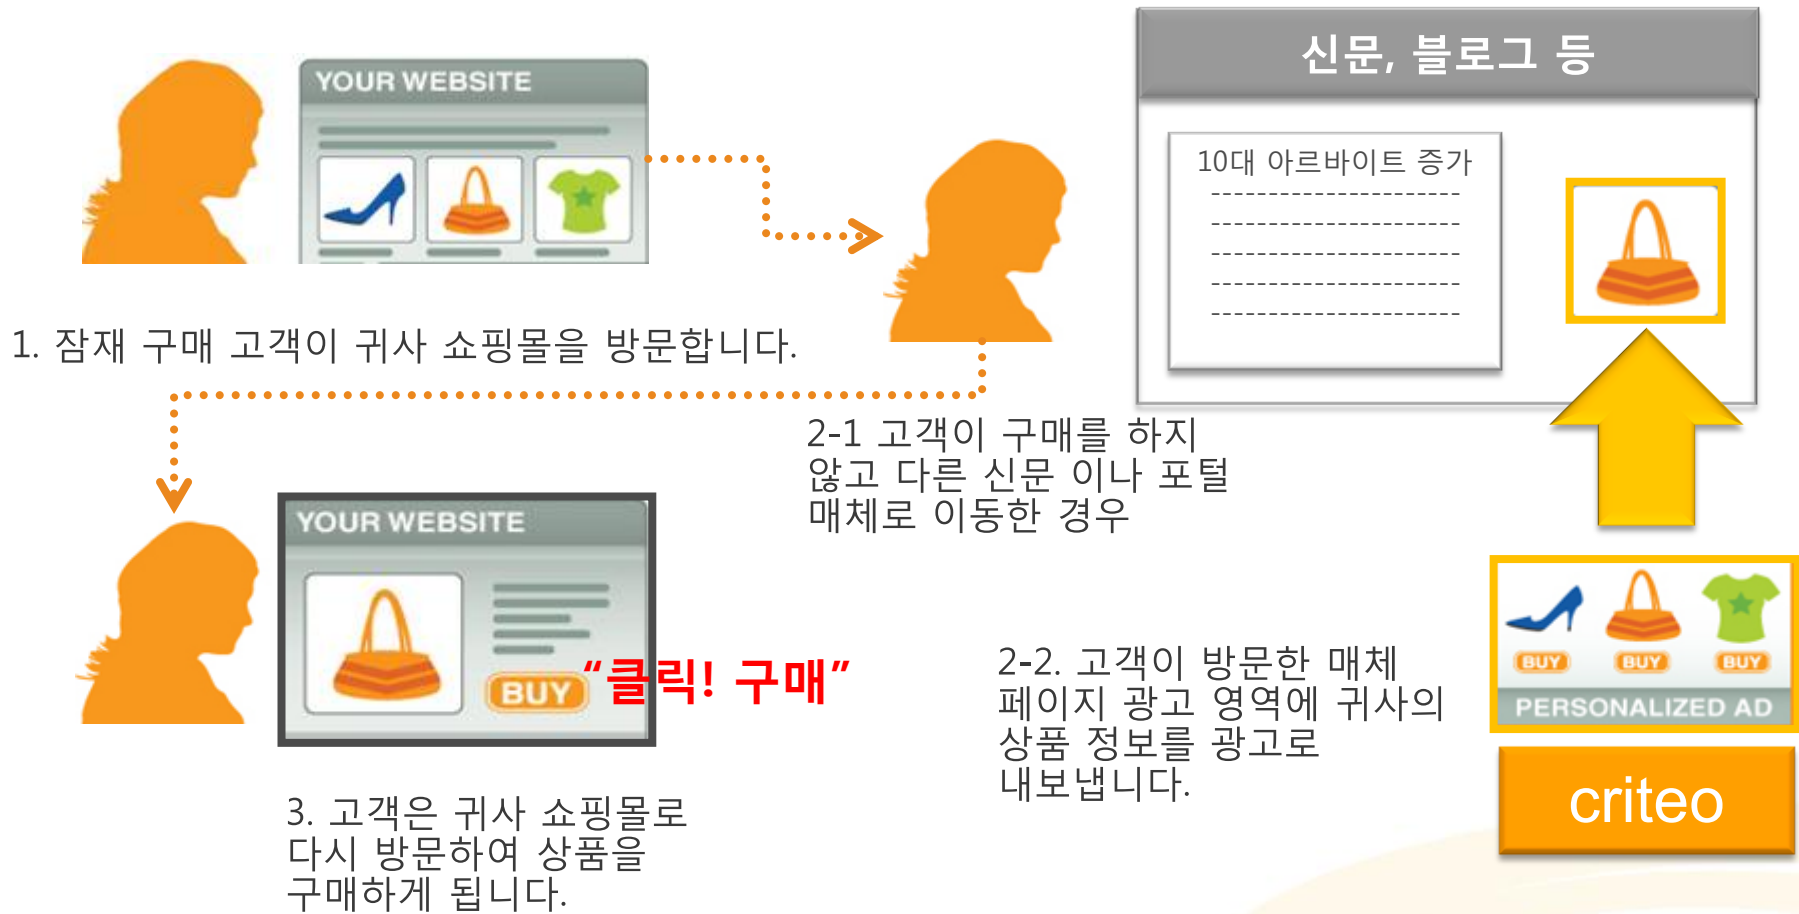 YOUR WEBSITE
신문, 블로그 등
10대 아르바이트 증가
1. 잠재 구매 고객이 귀사 쇼핑몰을 방문합니다.
2-1 고객이 구매를 하지
않고 다른 신문 이나 포털
매체로 이동한 경우
BUY BUY BUY
PERSONALIZED AD
criteo
2-2. 고객이 방문한 매체
페이지 광고 영역에 귀사의
상품 정보를 광고로
내보냅니다.
YOUR WEBSITE
BUY
“클릭! 구매”
3. 고객은 귀사 쇼핑몰로
다시 방문하여 상품을
구매하게 됩니다.